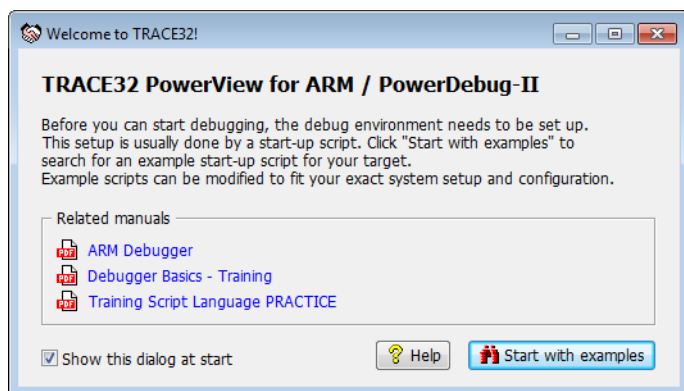 Welcome to TRACE32!
TRACE32 PowerView for ARM / PowerDebug-II
Before you can start debugging, the debug environment needs to be set up.
This setup is usually done by a start-up script. Click "Start with examples" to
search for an example start-up script for your target.
Example scripts can be modified to fit your exact system setup and configuration.
Related manuals
PDF ARM Debugger
PDF Debugger Basics - Training
PDF Training Script Language PRACTICE
Show this dialog at start
? Help
Start with examples